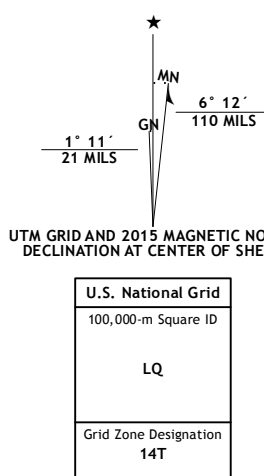 ★
MN
GN
6° 12´
110 MILS
1° 11´
21 MILS
UTM GRID AND 2015 MAGNETIC NO
DECLINATION AT CENTER OF SHE
U.S. National Grid
100,000-m Square ID
LQ
Grid Zone Designation
14T